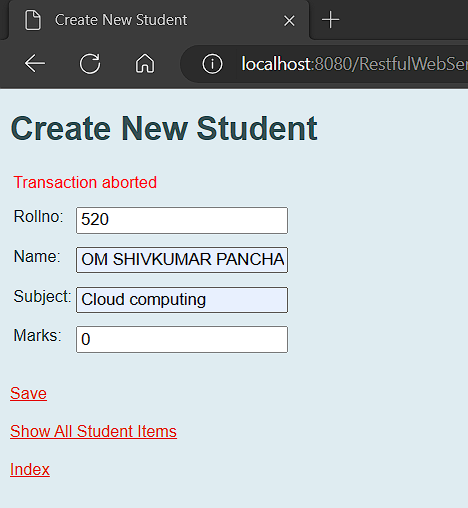 Create New Student
localhost:8080/RestfulWebSer
Create New Student
Transaction aborted
Rollno: 520
Name: OM SHIVKUMAR PANCHA
Subject: Cloud computing
Marks: 0
Save
Show All Student Items
Index